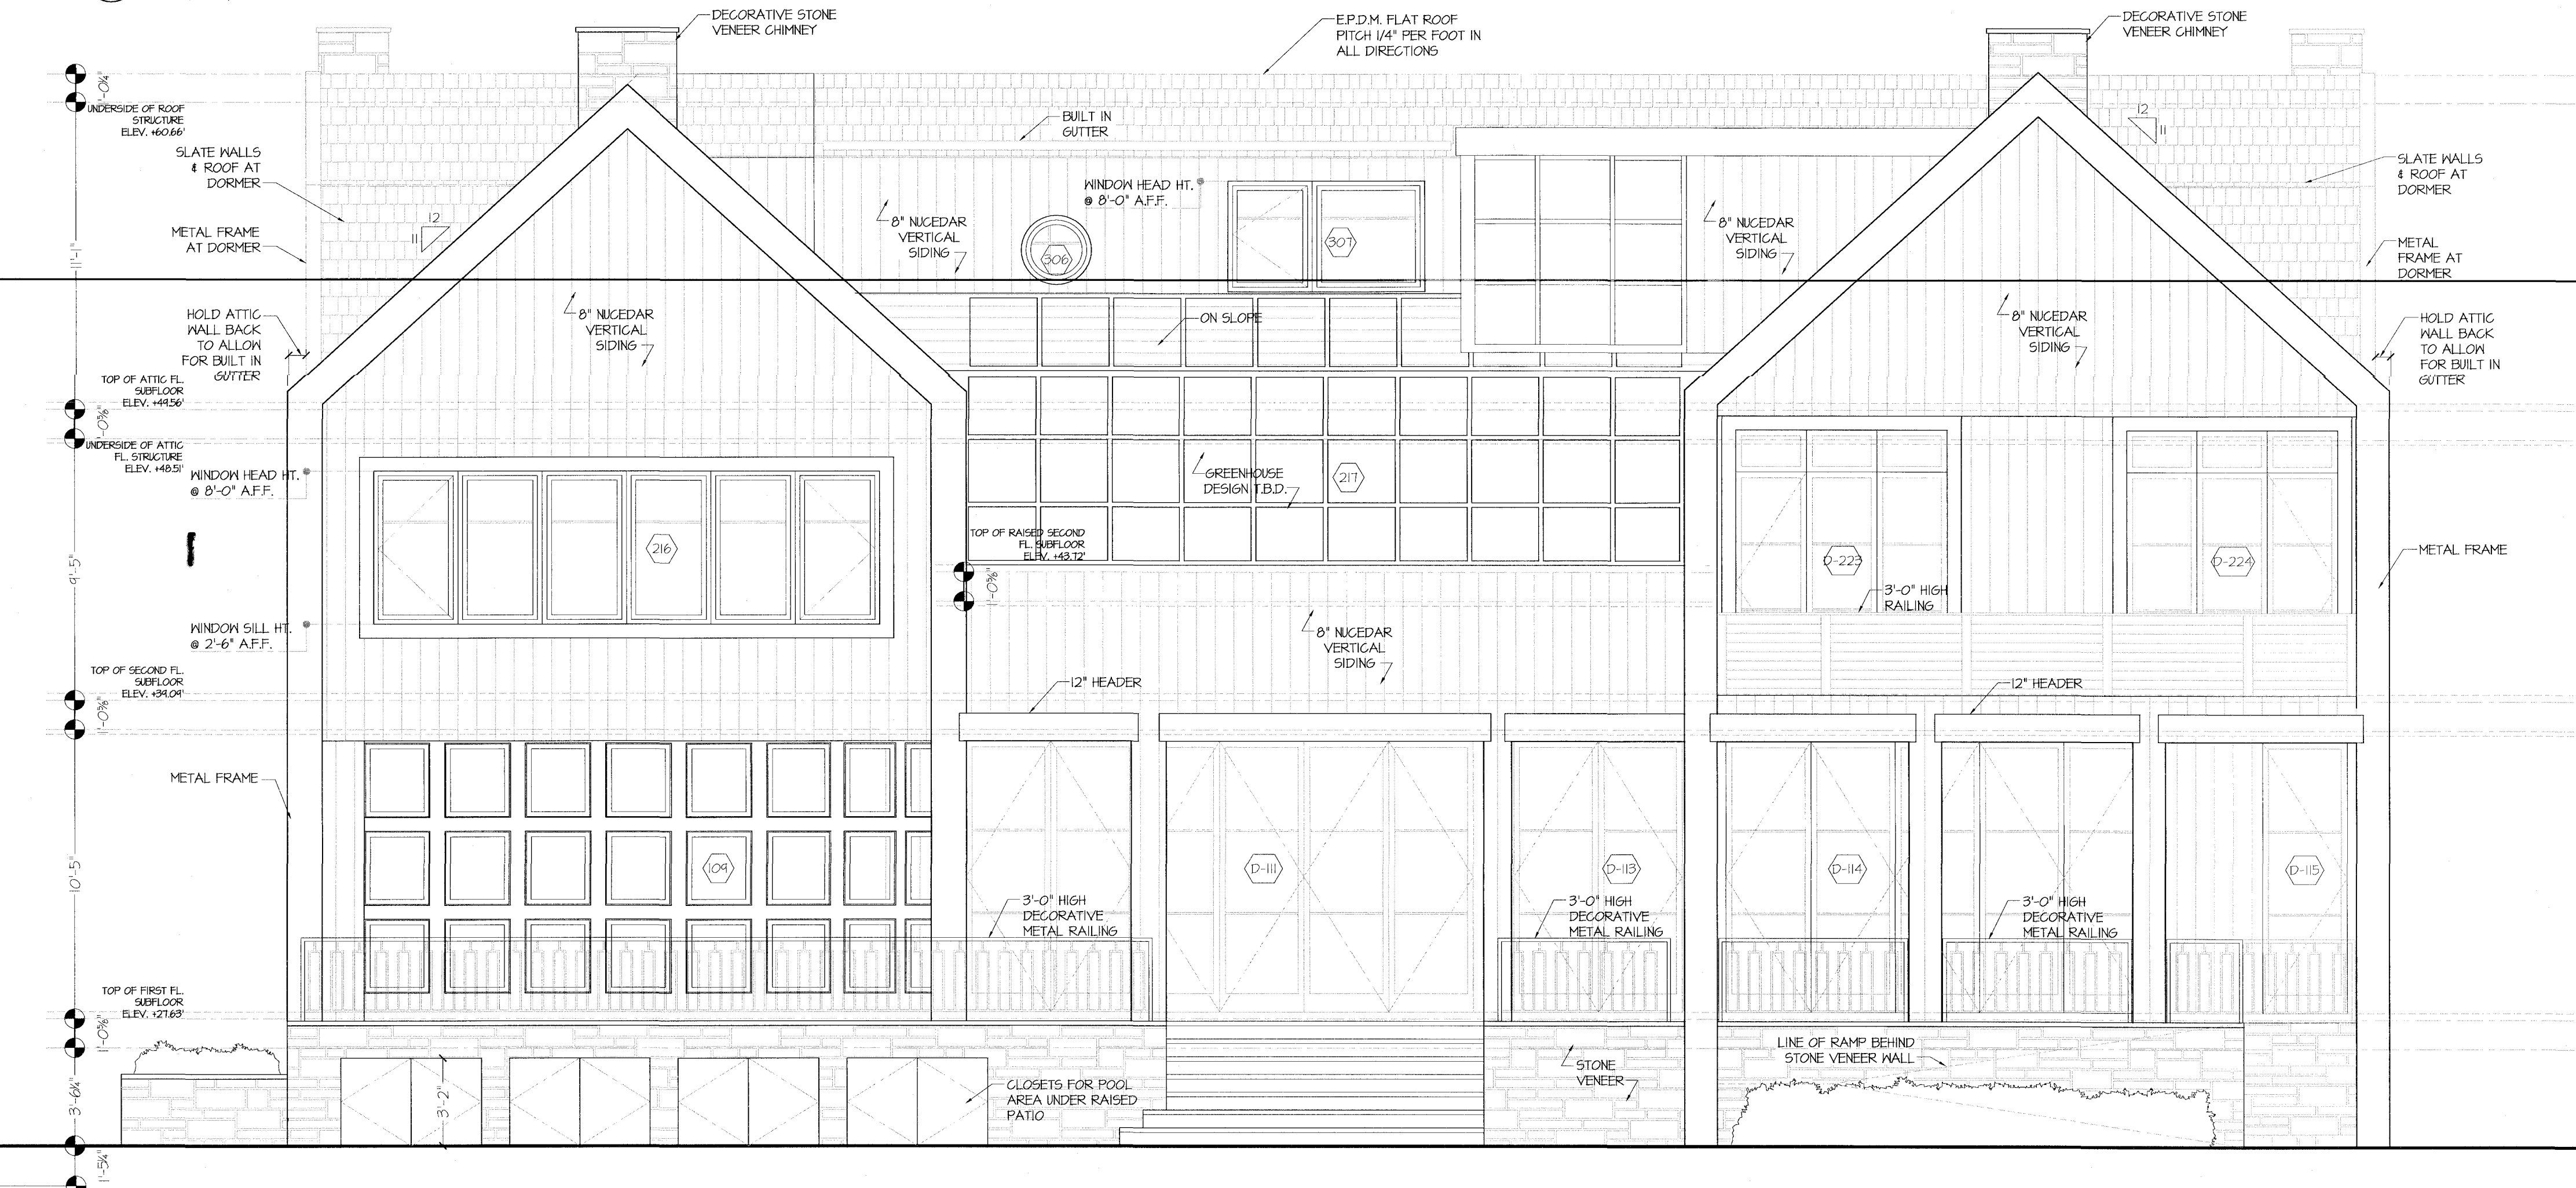 DECORATIVE STONE
VENEER CHIMNEY
E.P.D.M. FLAT ROOF
PITCH 1/4" PER FOOT IN
ALL DIRECTIONS
DECORATIVE STONE
VENEER CHIMNEY
1'-0¼"
UNDERSIDE OF ROOF
STRUCTURE
ELEV. +60.66'
BUILT IN
GUTTER
12
11
SLATE WALLS
& ROOF AT
DORMER
SLATE WALLS
& ROOF AT
DORMER
WINDOW HEAD HT.
@ 8'-0" A.F.F.
12
11
METAL FRAME
AT DORMER
8" NUCEDAR
VERTICAL
SIDING
306
307
8" NUCEDAR
VERTICAL
SIDING
METAL
FRAME AT
DORMER
11'-1"
HOLD ATTIC
WALL BACK
TO ALLOW
FOR BUILT IN
GUTTER
8" NUCEDAR
VERTICAL
SIDING
ON SLOPE
8" NUCEDAR
VERTICAL
SIDING
HOLD ATTIC
WALL BACK
TO ALLOW
FOR BUILT IN
GUTTER
TOP OF ATTIC FL.
SUBFLOOR
ELEV. +49.56'
1'-0⅝"
UNDERSIDE OF ATTIC
FL. STRUCTURE
ELEV. +48.51'
WINDOW HEAD HT.
@ 8'-0" A.F.F.
GREENHOUSE
DESIGN T.B.D.
217
216
TOP OF RAISED SECOND
FL. SUBFLOOR
ELEV. +43.72'
1'-0⅝"
D-223
D-224
METAL FRAME
3'-0" HIGH
RAILING
9'-5"
WINDOW SILL HT.
@ 2'-6" A.F.F.
8" NUCEDAR
VERTICAL
SIDING
TOP OF SECOND FL.
SUBFLOOR
ELEV. +39.09'
1'-0⅝"
12" HEADER
12" HEADER
METAL FRAME
10'-5"
109
D-111
D-113
D-114
D-115
3'-0" HIGH
DECORATIVE
METAL RAILING
3'-0" HIGH
DECORATIVE
METAL RAILING
3'-0" HIGH
DECORATIVE
METAL RAILING
TOP OF FIRST FL.
SUBFLOOR
ELEV. +27.63'
1'-0⅝"
LINE OF RAMP BEHIND
STONE VENEER WALL
STONE
VENEER
3'-6¼"
3'-2"
CLOSETS FOR POOL
AREA UNDER RAISED
PATIO
1'-5¼"